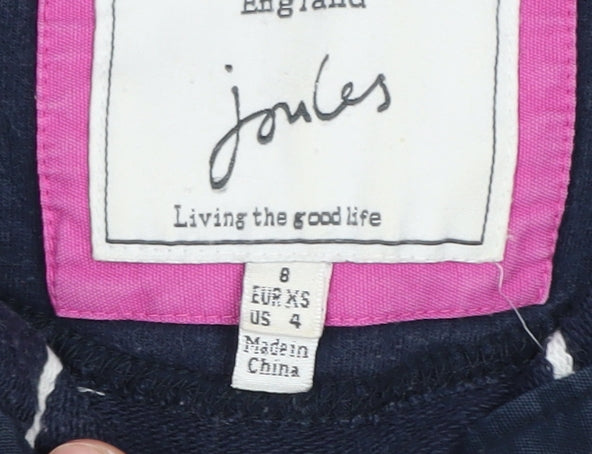 England
joules
Living the good life
8
EUR XS
US 4
Made in
China